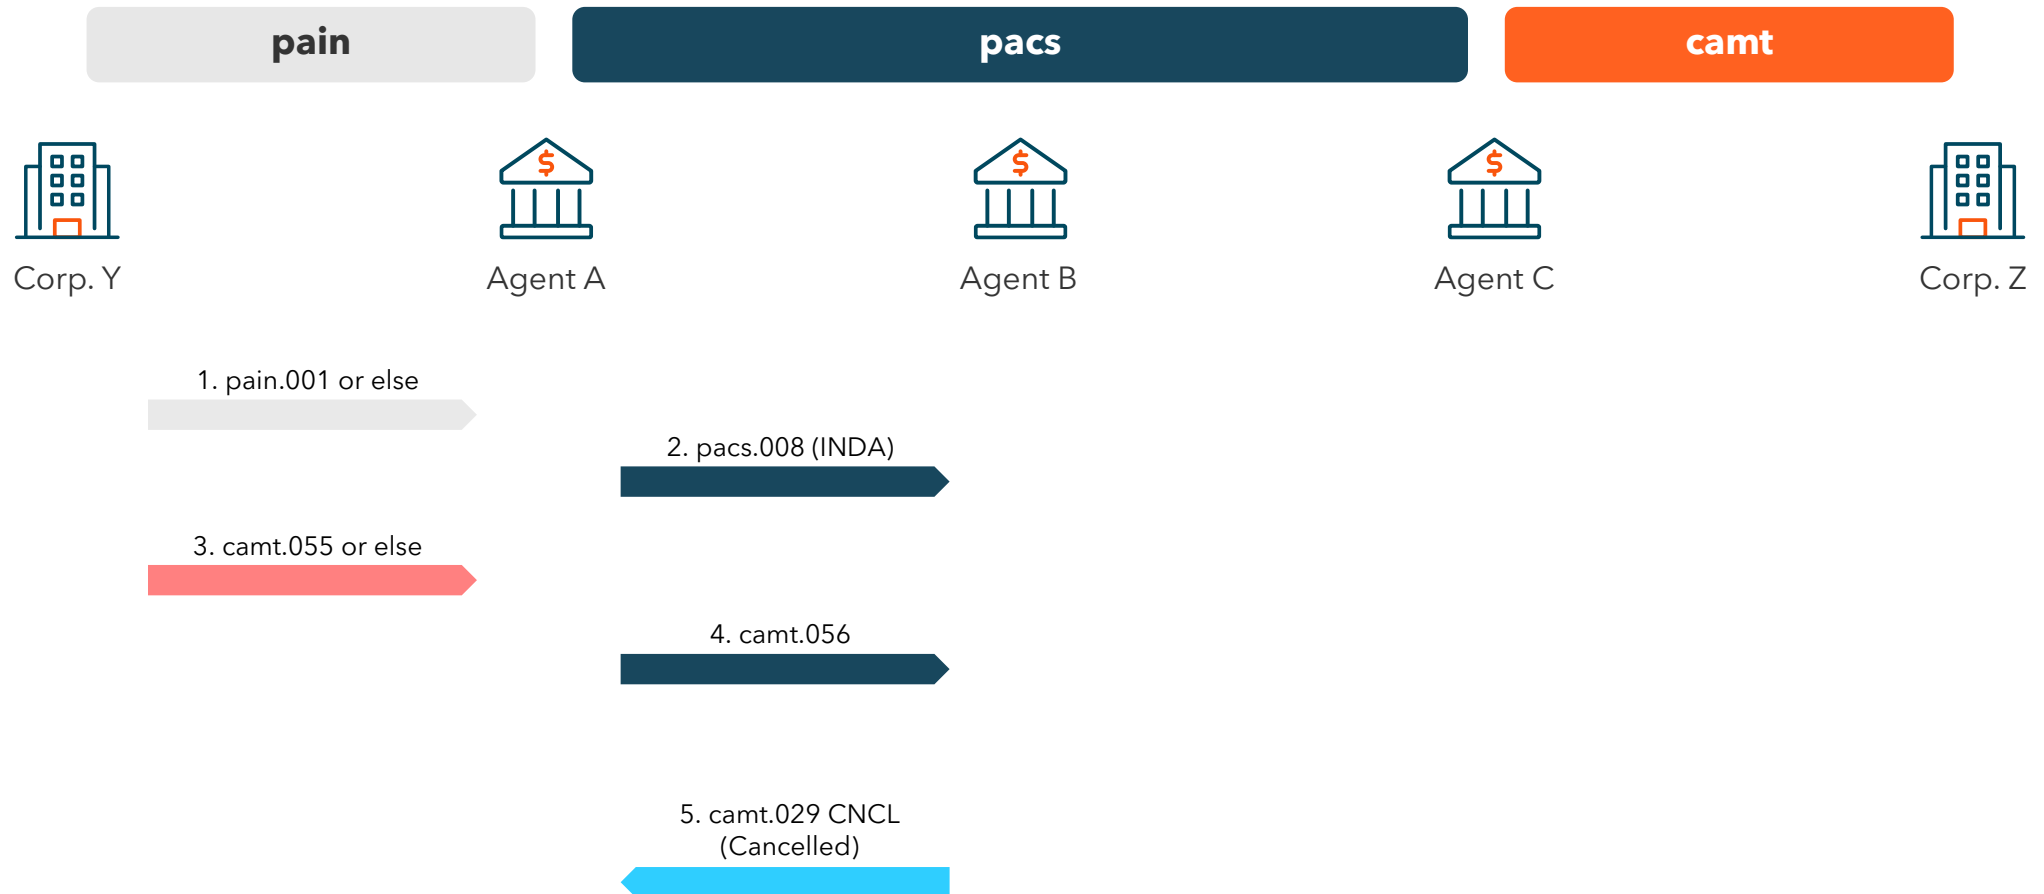 pain
pacs
camt
$
$
$
Corp. Y
Agent A
Agent B
Agent C
Corp. Z
1. pain.001 or else
2. pacs.008 (INDA)
3. camt.055 or else
4. camt.056
5. camt.029 CNCL
(Cancelled)